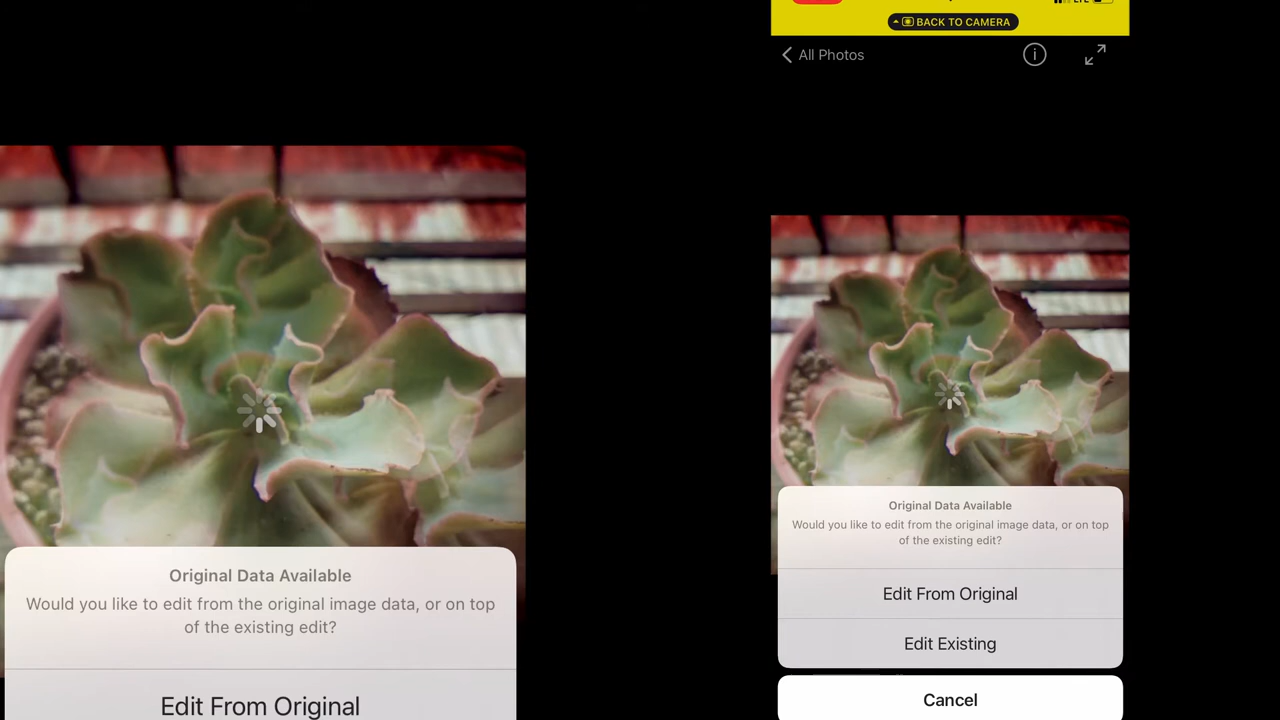 Original Data Available
Would you like to edit from the original image data, or on top
of the existing edit?
Edit From Original
BACK TO CAMERA
All Photos
Original Data Available
Would you like to edit from the original image data, or on top
of the existing edit?
Edit From Original
Edit Existing
Cancel